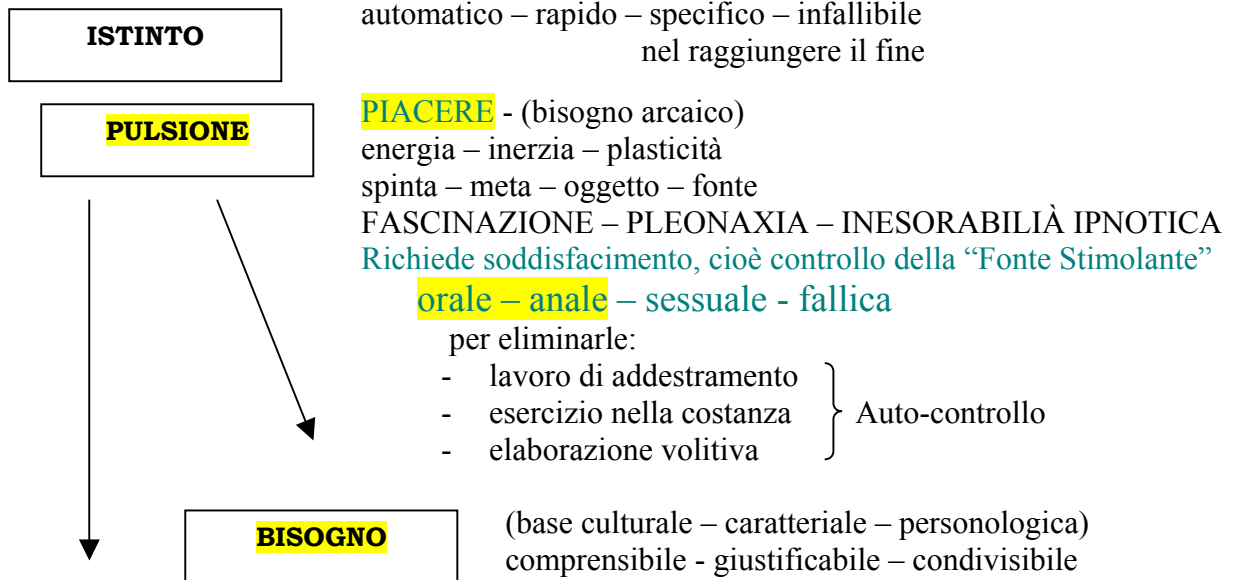 automatico – rapido – specifico – infallibile
ISTINTO
nel raggiungere il fine
PIACERE - (bisogno arcaico)
PULSIONE
energia – inerzia – plasticità
spinta – meta – oggetto – fonte
FASCINAZIONE – PLEONAXIA – INESORABILIÀ IPNOTICA
Richiede soddisfacimento, cioè controllo della “Fonte Stimolante”
orale – anale – sessuale - fallica
per eliminarle:
- lavoro di addestramento
- esercizio nella costanza
Auto-controllo
- elaborazione volitiva
(base culturale – caratteriale – personologica)
BISOGNO
comprensibile - giustificabile – condivisibile